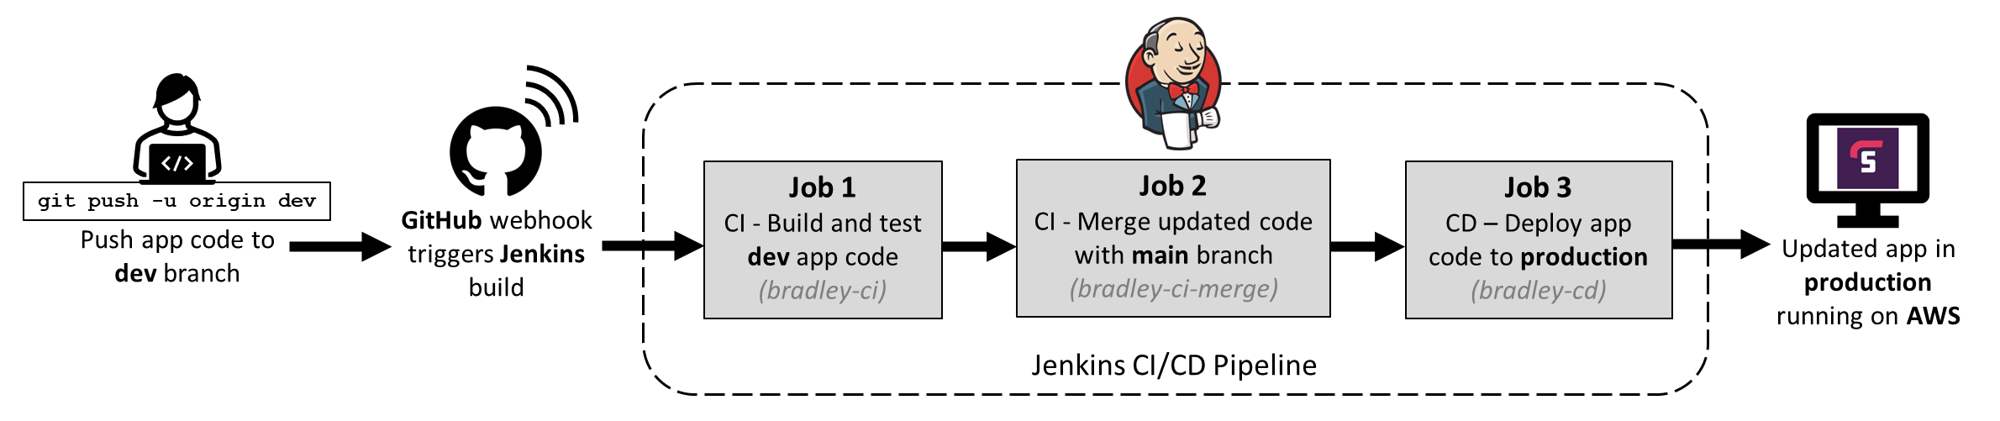 </>
git push -u origin dev
Push app code to
dev branch
GitHub webhook
triggers Jenkins
build
Job 1
CI - Build and test
dev app code
(bradley-ci)
Job 2
CI - Merge updated code
with main branch
(bradley-ci-merge)
Job 3
CD – Deploy app
code to production
(bradley-cd)
Jenkins CI/CD Pipeline
S
Updated app in
production
running on AWS